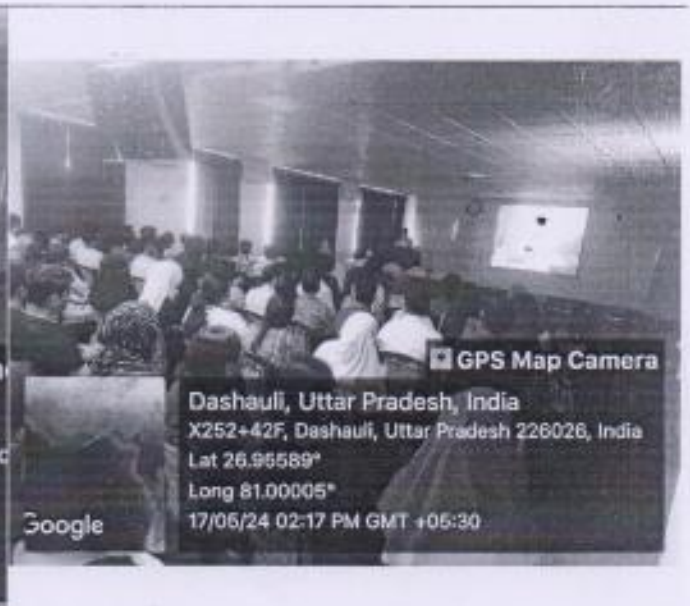 GPS Map Camera
Dashauli, Uttar Pradesh, India
X252+42F, Dashauli, Uttar Pradesh 226026, India
Lat 26.95589°
Long 81.00005°
17/05/24 02:17 PM GMT +05:30
Google